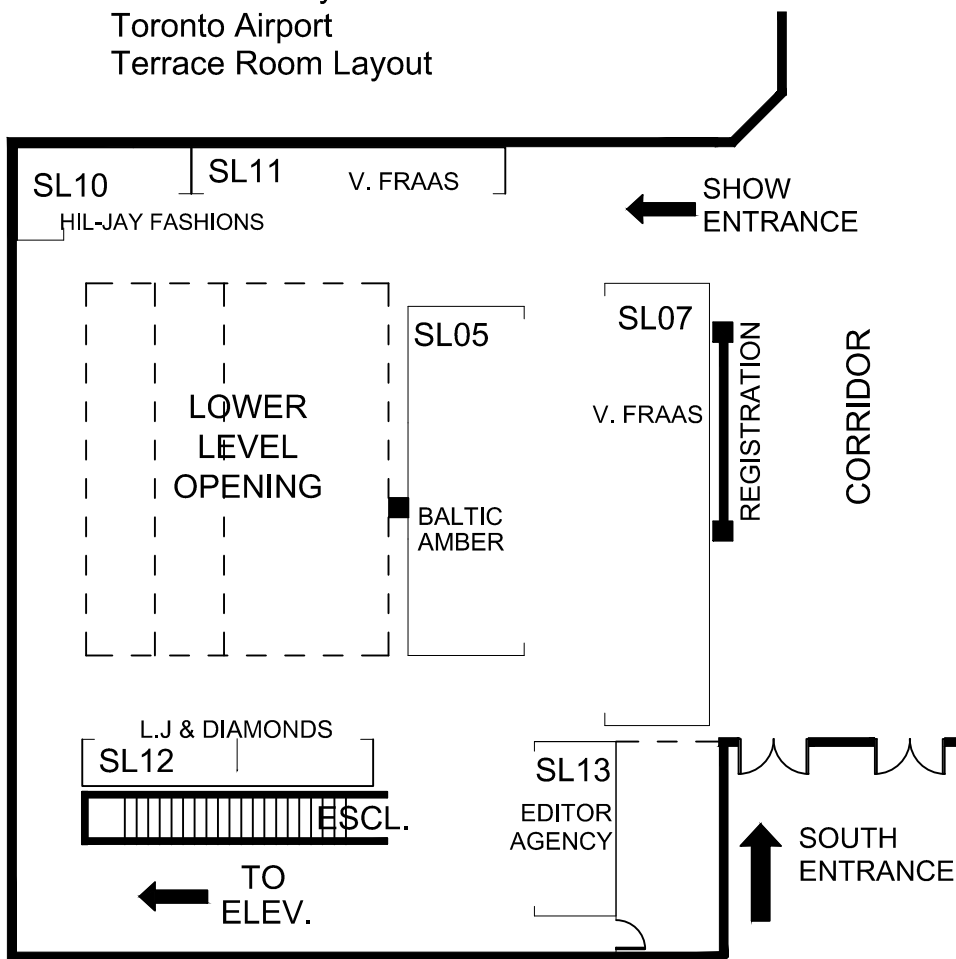 Toronto Airport
Terrace Room Layout
SL10
SL11
V. FRAAS
HIL-JAY FASHIONS
SHOW
ENTRANCE
SL05
SL07
LOWER
LEVEL
OPENING
V. FRAAS
REGISTRATION
CORRIDOR
BALTIC
AMBER
L.J & DIAMONDS
SL12
SL13
ESCL.
EDITOR
AGENCY
SOUTH
ENTRANCE
TO
ELEV.